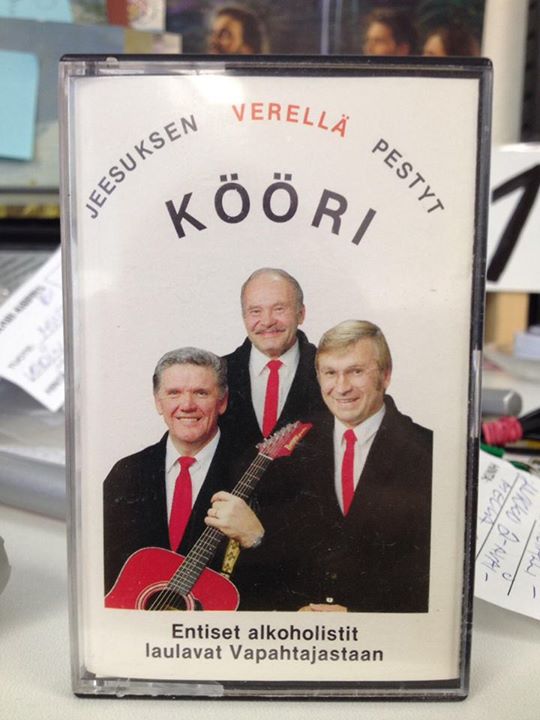 JEESUKSEN VERELLÄ PESTYT
KÖÖRI
Entiset alkoholistit
laulavat Vapahtajastaan